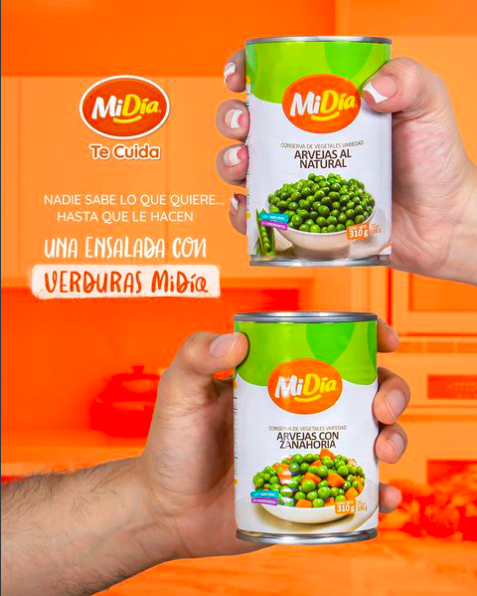 MiDía
Te Cuida
NADIE SABE LO QUE QUIERE...
HASTA QUE LE HACEN
UNA ENSALADA CON
VERDURAS MiDía
MiDía
CONSERVA DE VEGETALES VARIEDAD
ARVEJAS AL
NATURAL
310 g
MiDía
CONSERVA DE VEGETALES VARIEDAD
ARVEJAS CON
ZANAHORIA
310 g